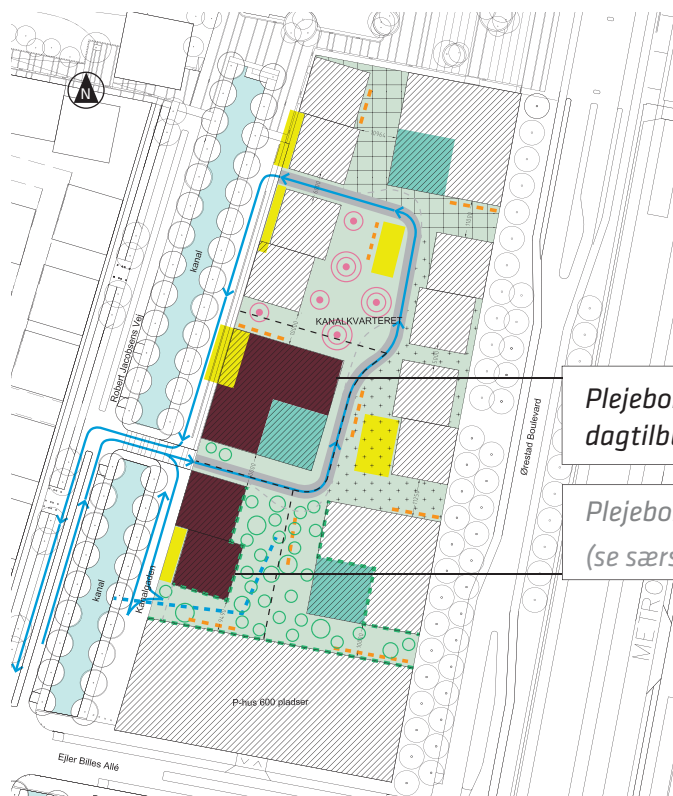 N
kanal
Robert Jacobsens Vej
KANALKVARTERET
Plejebo
dagtilbu
Ørestad Boulevard
Plejebo
(se særs
kanal
Kanalgaden
METRO
P-hus 600 pladser
Ejler Billes Allé